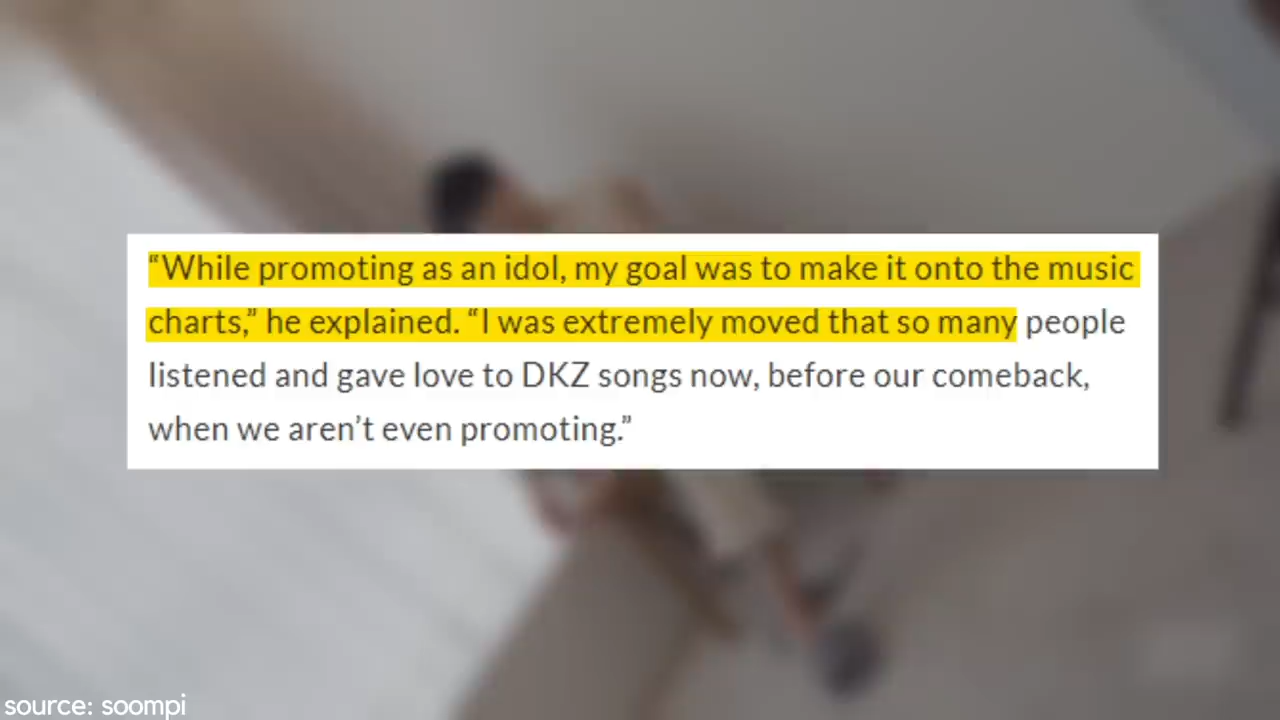 “While promoting as an idol, my goal was to make it onto the music
charts,” he explained. “I was extremely moved that so many people
listened and gave love to DKZ songs now, before our comeback,
when we aren’t even promoting.”
source: soompi